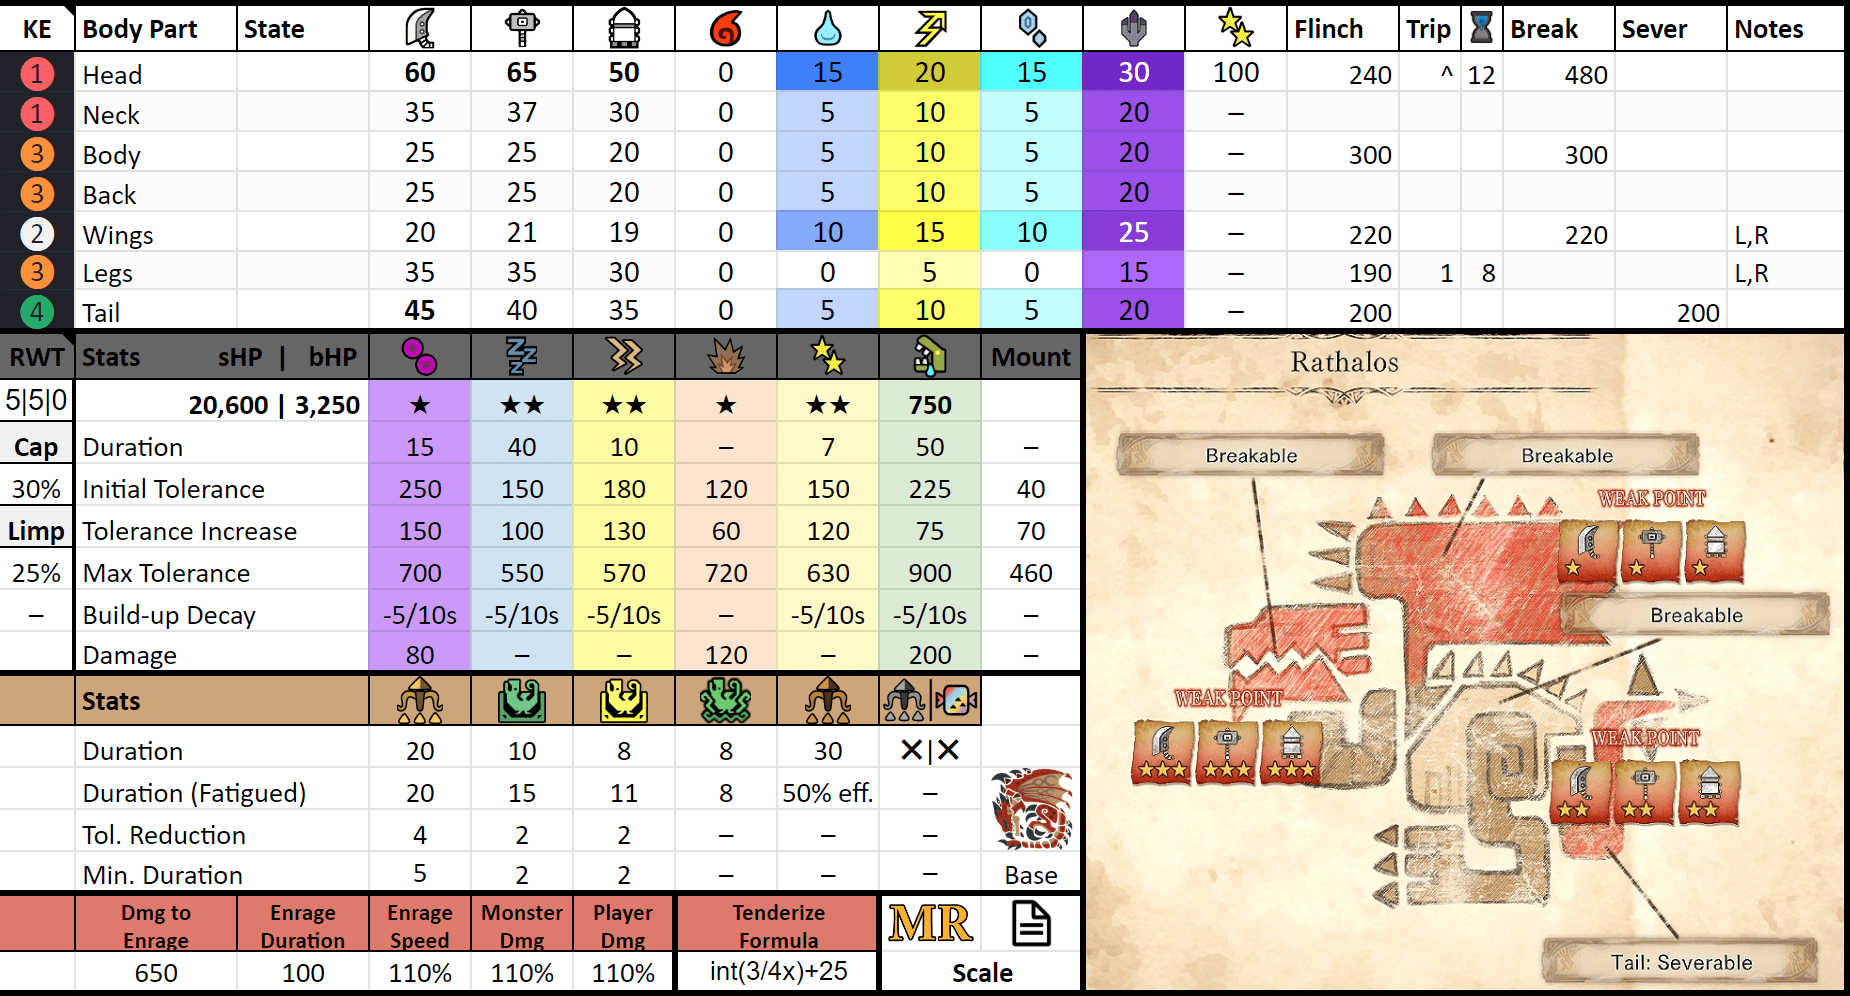 KE Body Part State Flinch Trip Break Sever Notes
1 Head 60 65 50 0 15 20 15 30 100 240 ^ 12 480
1 Neck 35 37 30 0 5 10 5 20 –
3 Body 25 25 20 0 5 10 5 20 – 300 300
3 Back 25 25 20 0 5 10 5 20 –
2 Wings 20 21 19 0 10 15 10 25 – 220 220 L,R
3 Legs 35 35 30 0 0 5 0 15 – 190 1 8 L,R
4 Tail 45 40 35 0 5 10 5 20 – 200 200
RWT Stats sHP | bHP Mount
5|5|0 20,600 | 3,250 ★ ★★ ★★ ★ ★★ 750
Cap Duration 15 40 10 – 7 50 –
30% Initial Tolerance 250 150 180 120 150 225 40
Limp Tolerance Increase 150 100 130 60 120 75 70
25% Max Tolerance 700 550 570 720 630 900 460
– Build-up Decay -5/10s -5/10s -5/10s – -5/10s -5/10s –
Damage 80 – – 120 – 200 –
Stats
Duration 20 10 8 8 30 ✕|✕
Duration (Fatigued) 20 15 11 8 50% eff. –
Tol. Reduction 4 2 2 – – –
Min. Duration 5 2 2 – – – Base
Dmg to Enrage Enrage Monster Player Tenderize MR
Enrage Duration Speed Dmg Dmg Formula
650 100 110% 110% 110% int(3/4x)+25 Scale
Rathalos
Breakable Breakable
WEAK POINT
Breakable
WEAK POINT
WEAK POINT
Tail: Severable